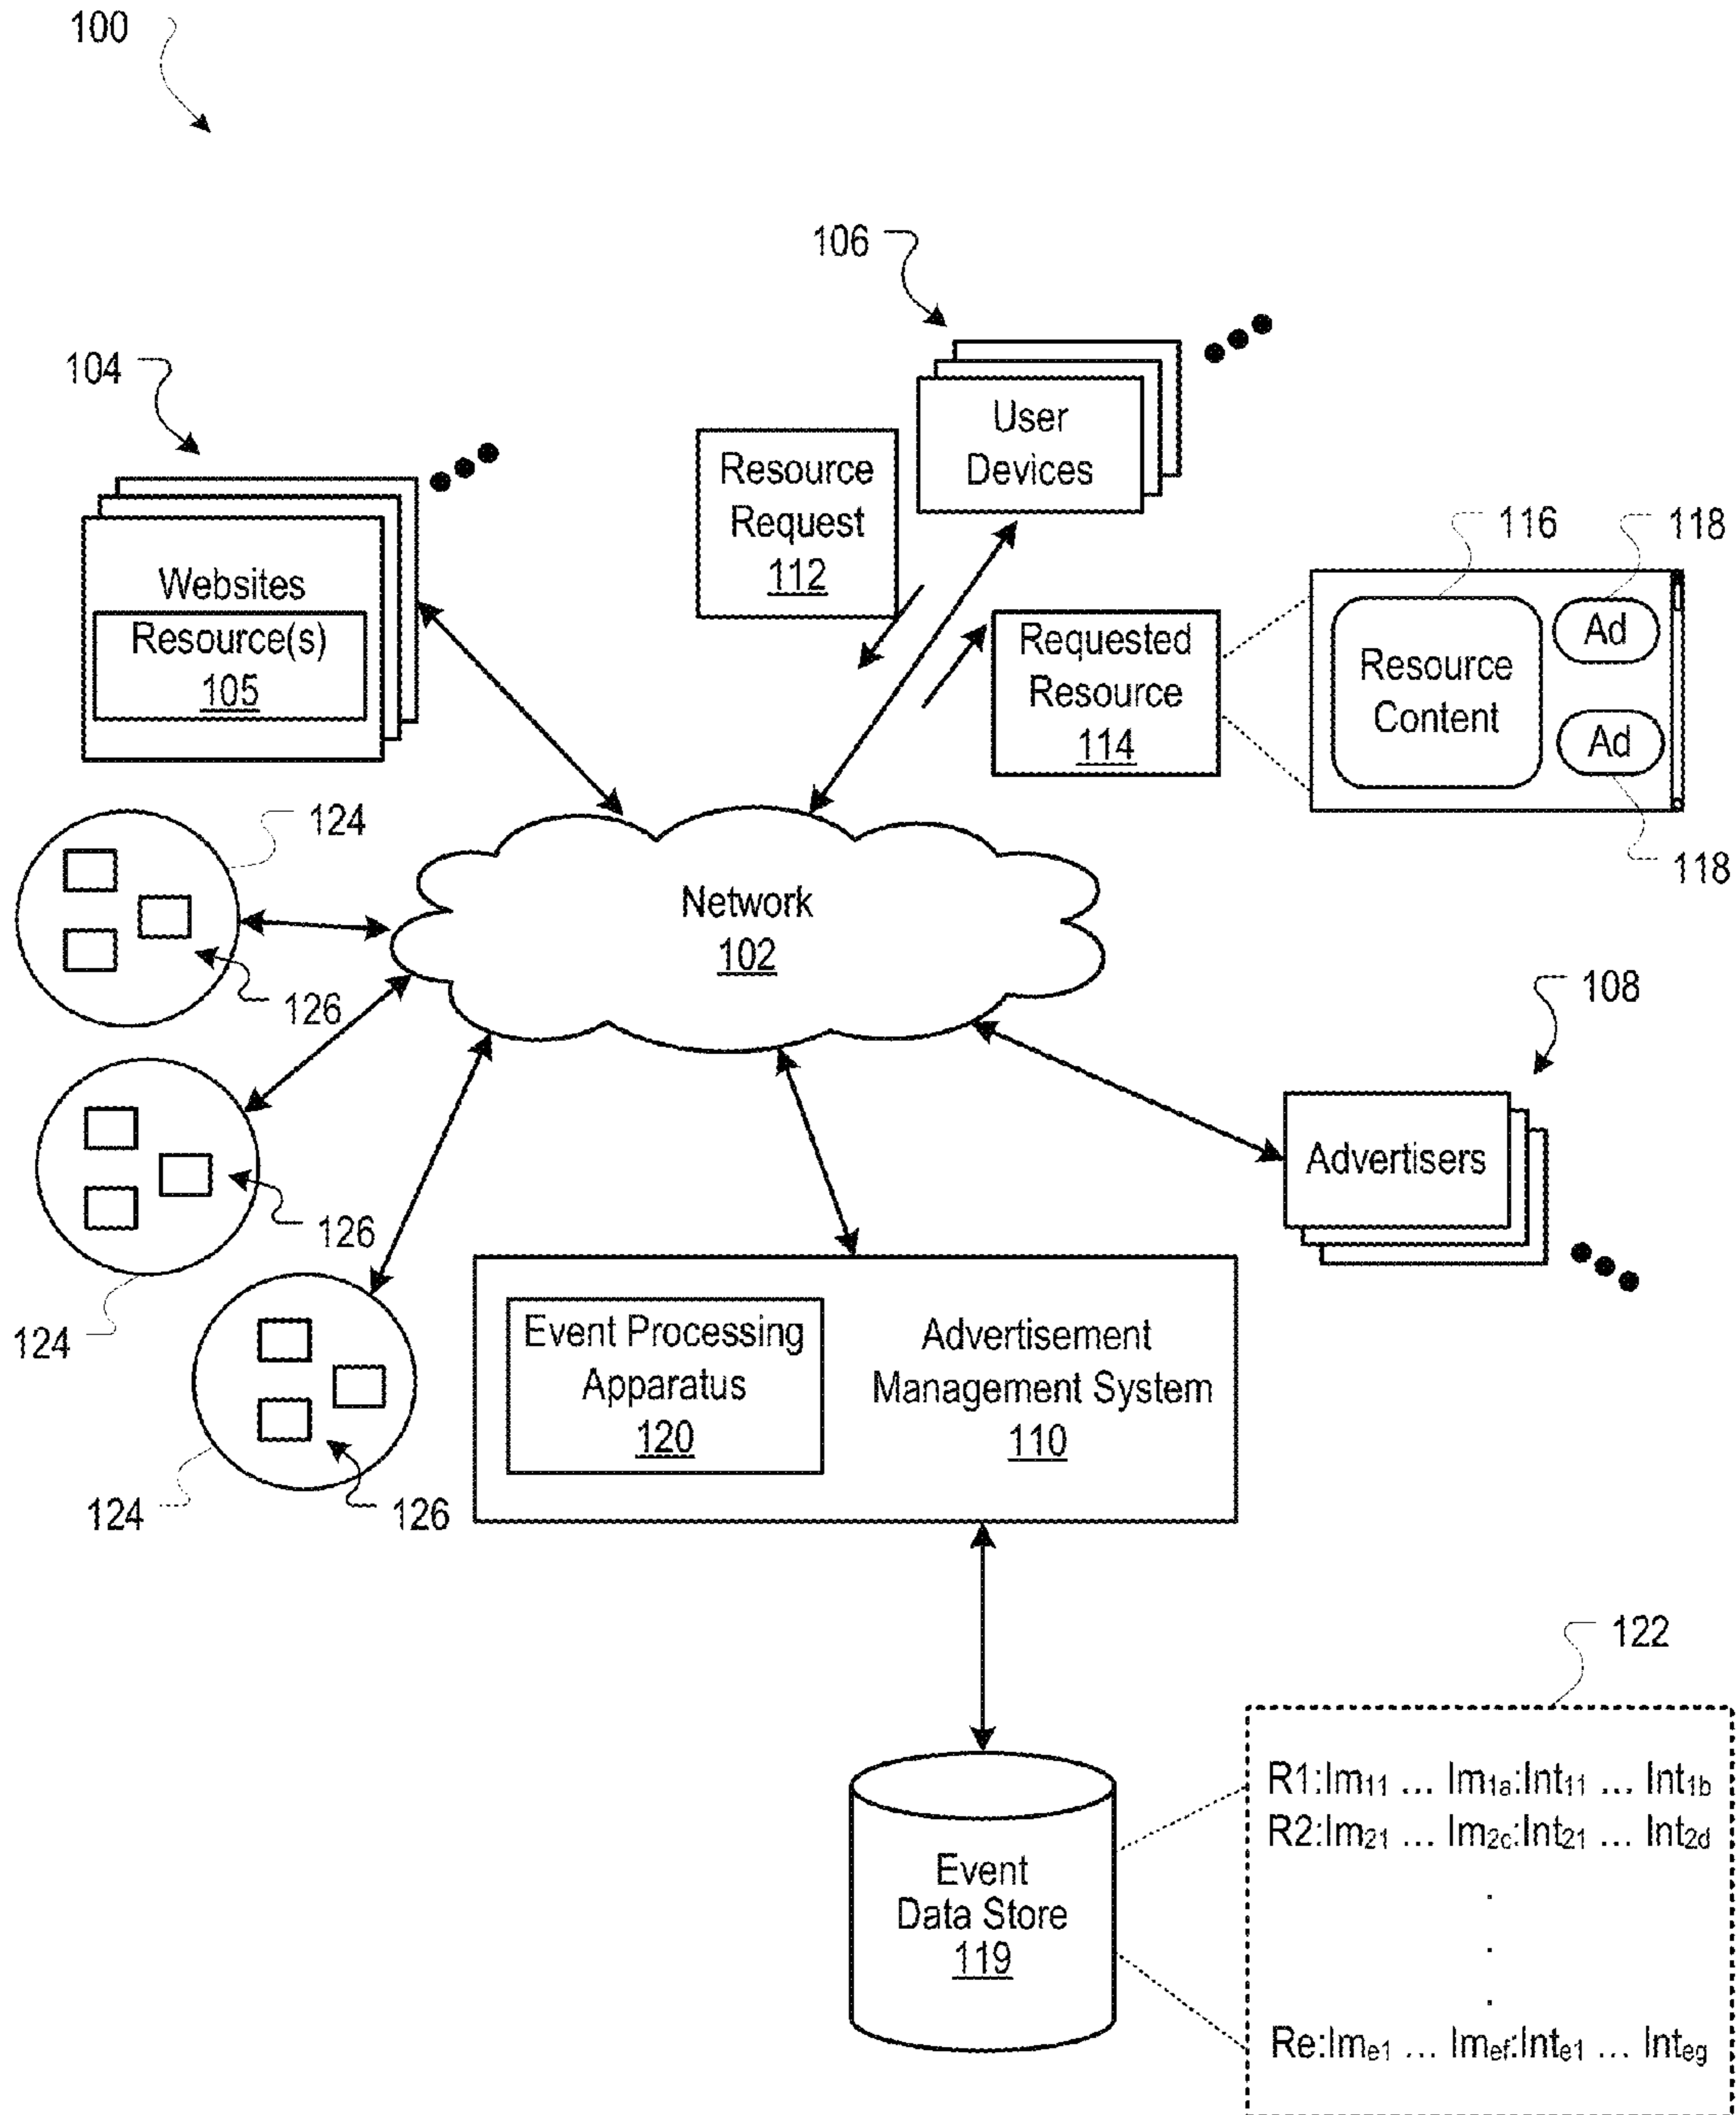 100
106
104
User
Devices
Resource
Request
112
116
118
Websites
Resource(s)
105
Requested
Resource
114
Resource
Content
Ad
Ad
118
124
Network
102
126
108
126
Advertisers
124
Event Processing
Apparatus
120
Advertisement
Management System
110
124
126
122
R1:Im₁₁ ... Im₁ₐ:Int₁₁ ... Int₁b
R2:Im₂₁ ... Im₂c:Int₂₁ ... Int₂d
.
.
.
Re:Imₑ₁ ... Imₑf:Intₑ₁ ... Intₑg
Event
Data Store
119